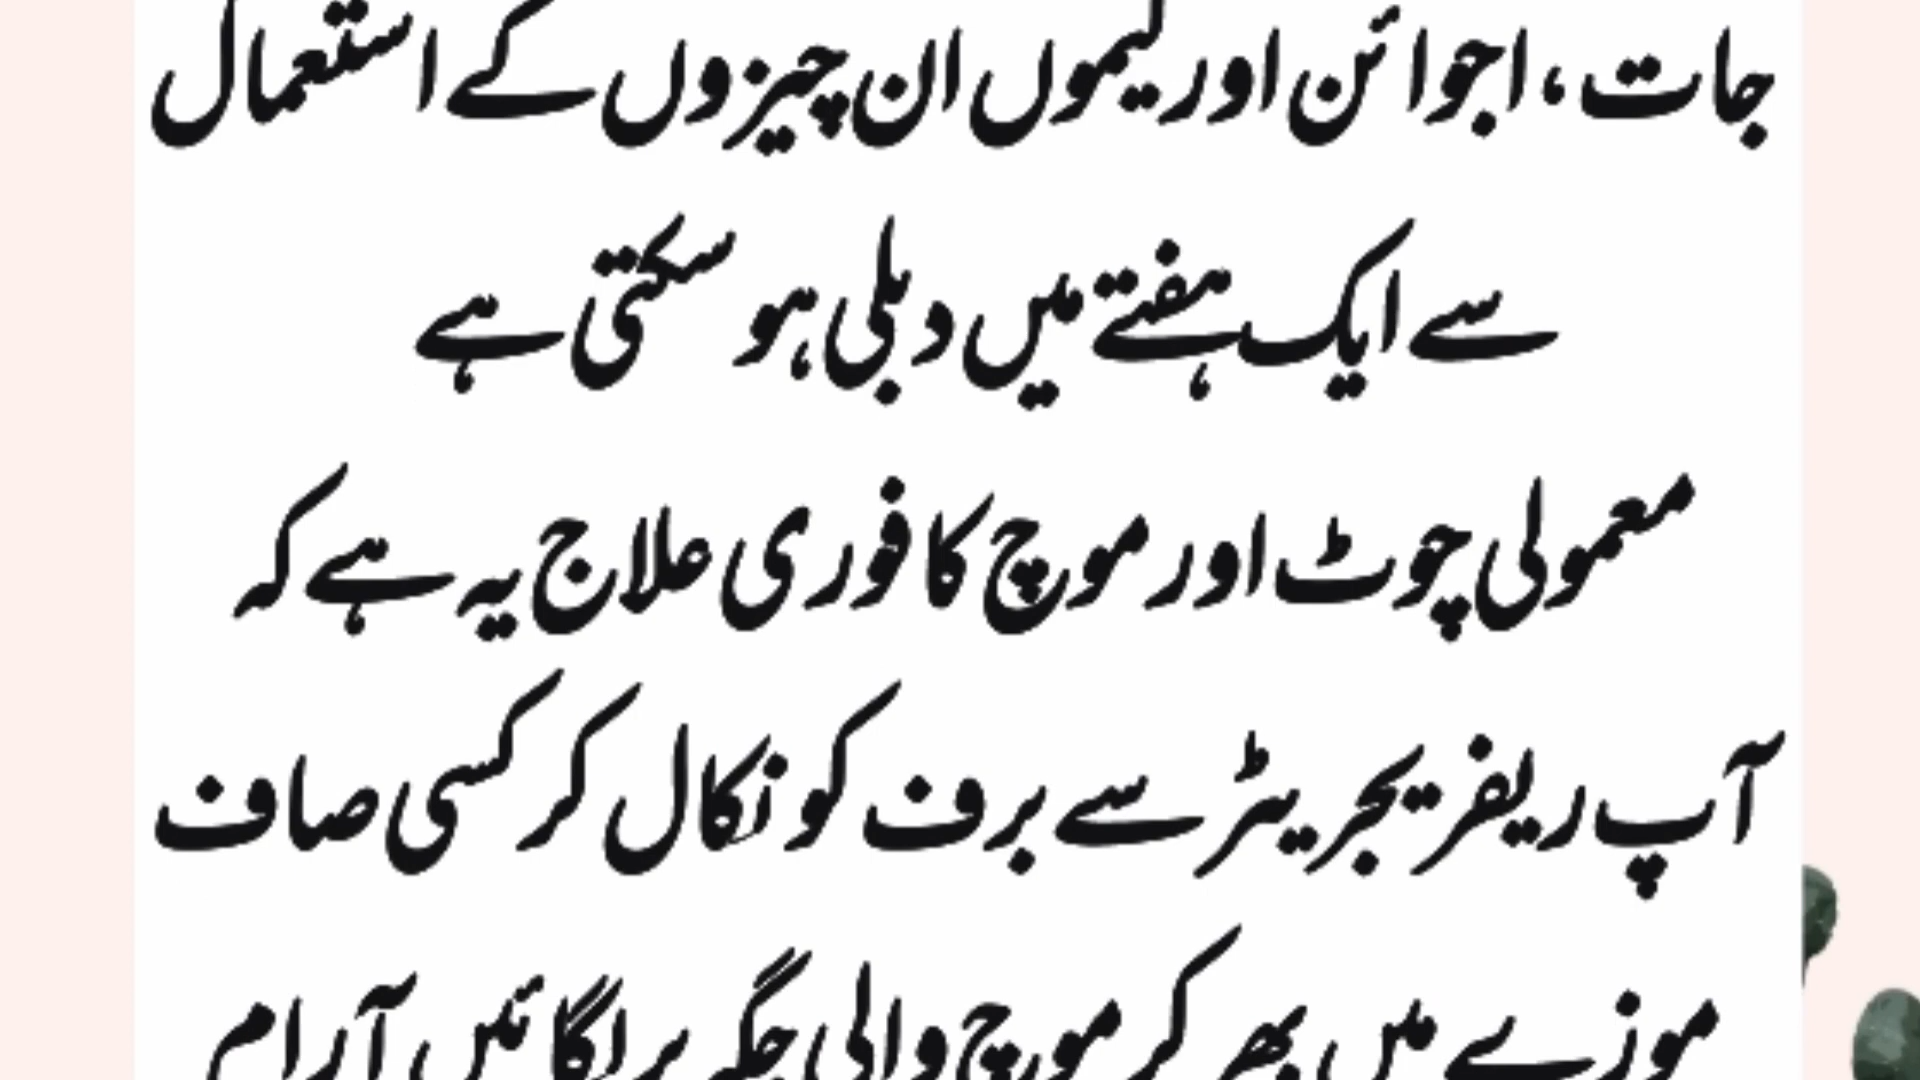 جات، اجوائن اور لیموں ان چیزوں کے استعمال
سے ایک ہفتے میں دبلی ہو سکتی ہے
معمولی چوٹ اور موچ کا فوری علاج یہ ہے کہ
آپ ریفریجریٹر سے برف کو نکال کر کسی صاف
موزے میں بھر کر موچ والی جگہ پر لگائیں آرام